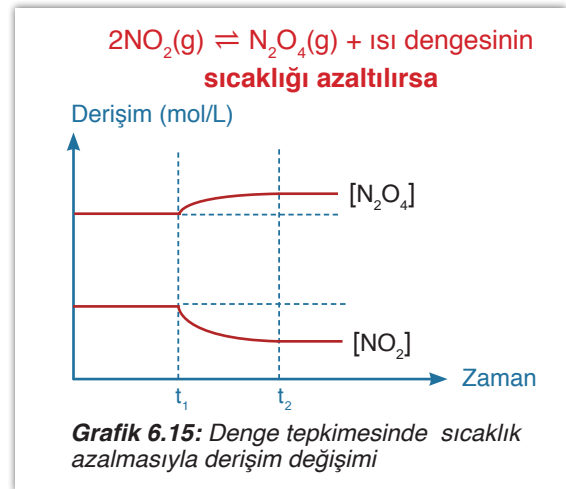 2NO₂(g) ⇌ N₂O₄(g) + ısı dengesinin
sıcaklığı azaltılırsa
Derişim (mol/L)
[N₂O₄]
[NO₂]
Zaman
t₁ t₂
Grafik 6.15: Denge tepkimesinde sıcaklık
azalmasıyla derişim değişimi